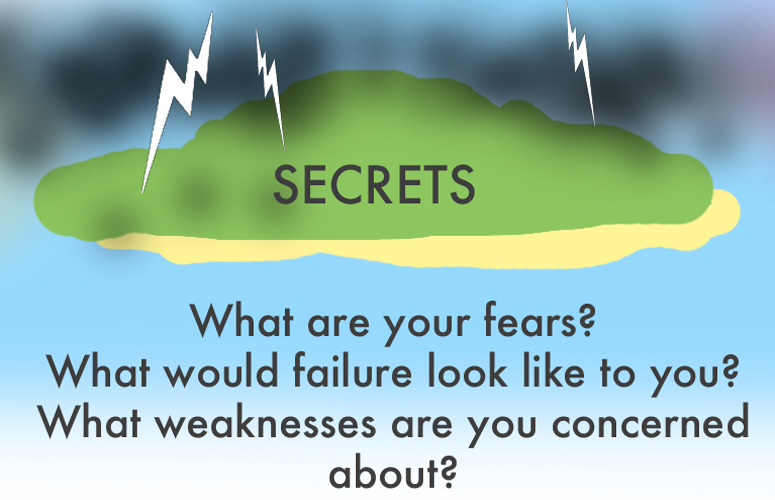 SECRETS
What are your fears?
What would failure look like to you?
What weaknesses are you concerned
about?